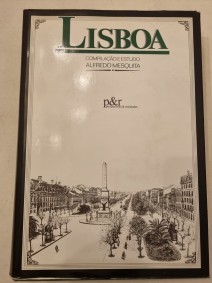 LISBOA
COMPILAÇÃO E ESTUDO
ALFREDO MESQUITA
p&r